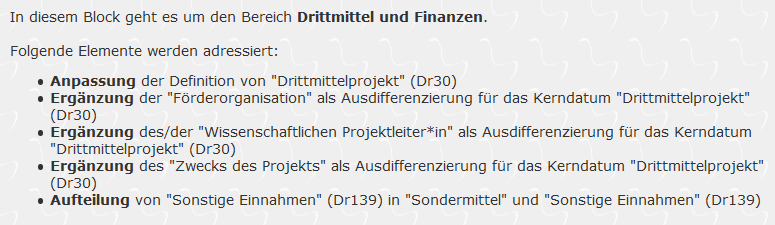 In diesem Block geht es um den Bereich Drittmittel und Finanzen.
Folgende Elemente werden adressiert:
● Anpassung der Definition von "Drittmittelprojekt" (Dr30)
● Ergänzung der "Förderorganisation" als Ausdifferenzierung für das Kerndatum "Drittmittelprojekt"
(Dr30)
● Ergänzung des/der "Wissenschaftlichen Projektleiter*in" als Ausdifferenzierung für das Kerndatum
"Drittmittelprojekt" (Dr30)
● Ergänzung des "Zwecks des Projekts" als Ausdifferenzierung für das Kerndatum "Drittmittelprojekt"
(Dr30)
● Aufteilung von "Sonstige Einnahmen" (Dr139) in "Sondermittel" und "Sonstige Einnahmen" (Dr139)